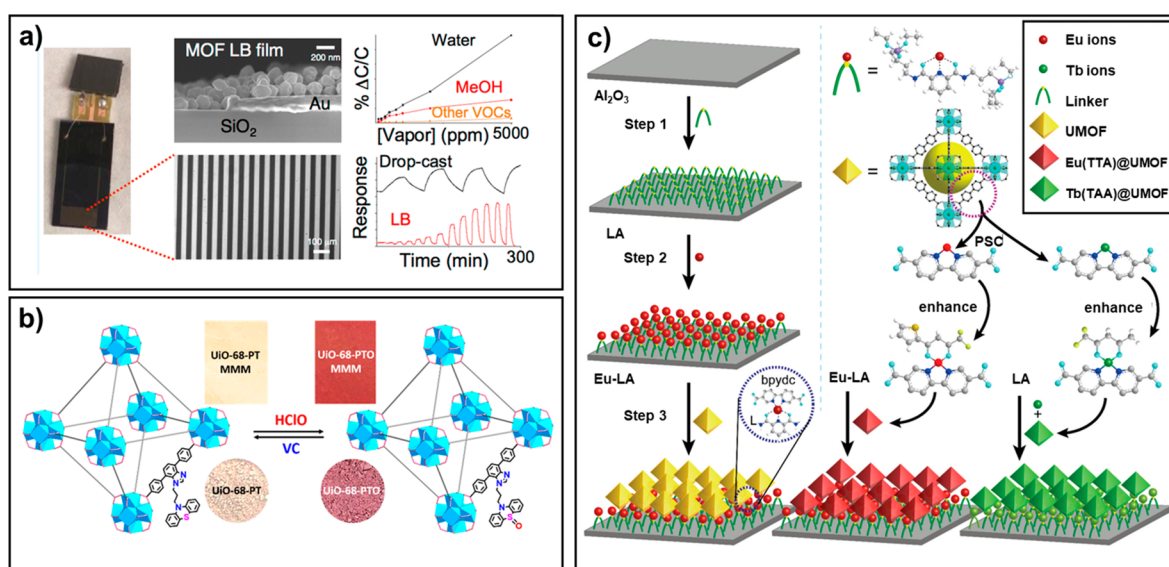 a)
MOF LB film
200 nm
Au
SiO2
100 μm
% ΔC/C
Water
MeOH
Other VOCs
[Vapor] (ppm)
5000
Response
Drop-cast
LB
Time (min)
300
b)
UiO-68-PT
MMM
UiO-68-PTO
MMM
HClO
VC
UiO-68-PT
UiO-68-PTO
N
N
N
S
N
N
N
S
O
c)
Al2O3
Step 1
LA
Step 2
Eu-LA
Step 3
bpydc
L
=
=
PSC
enhance
enhance
Eu-LA
LA
+
Eu ions
Tb ions
Linker
UMOF
Eu(TTA)@UMOF
Tb(TAA)@UMOF